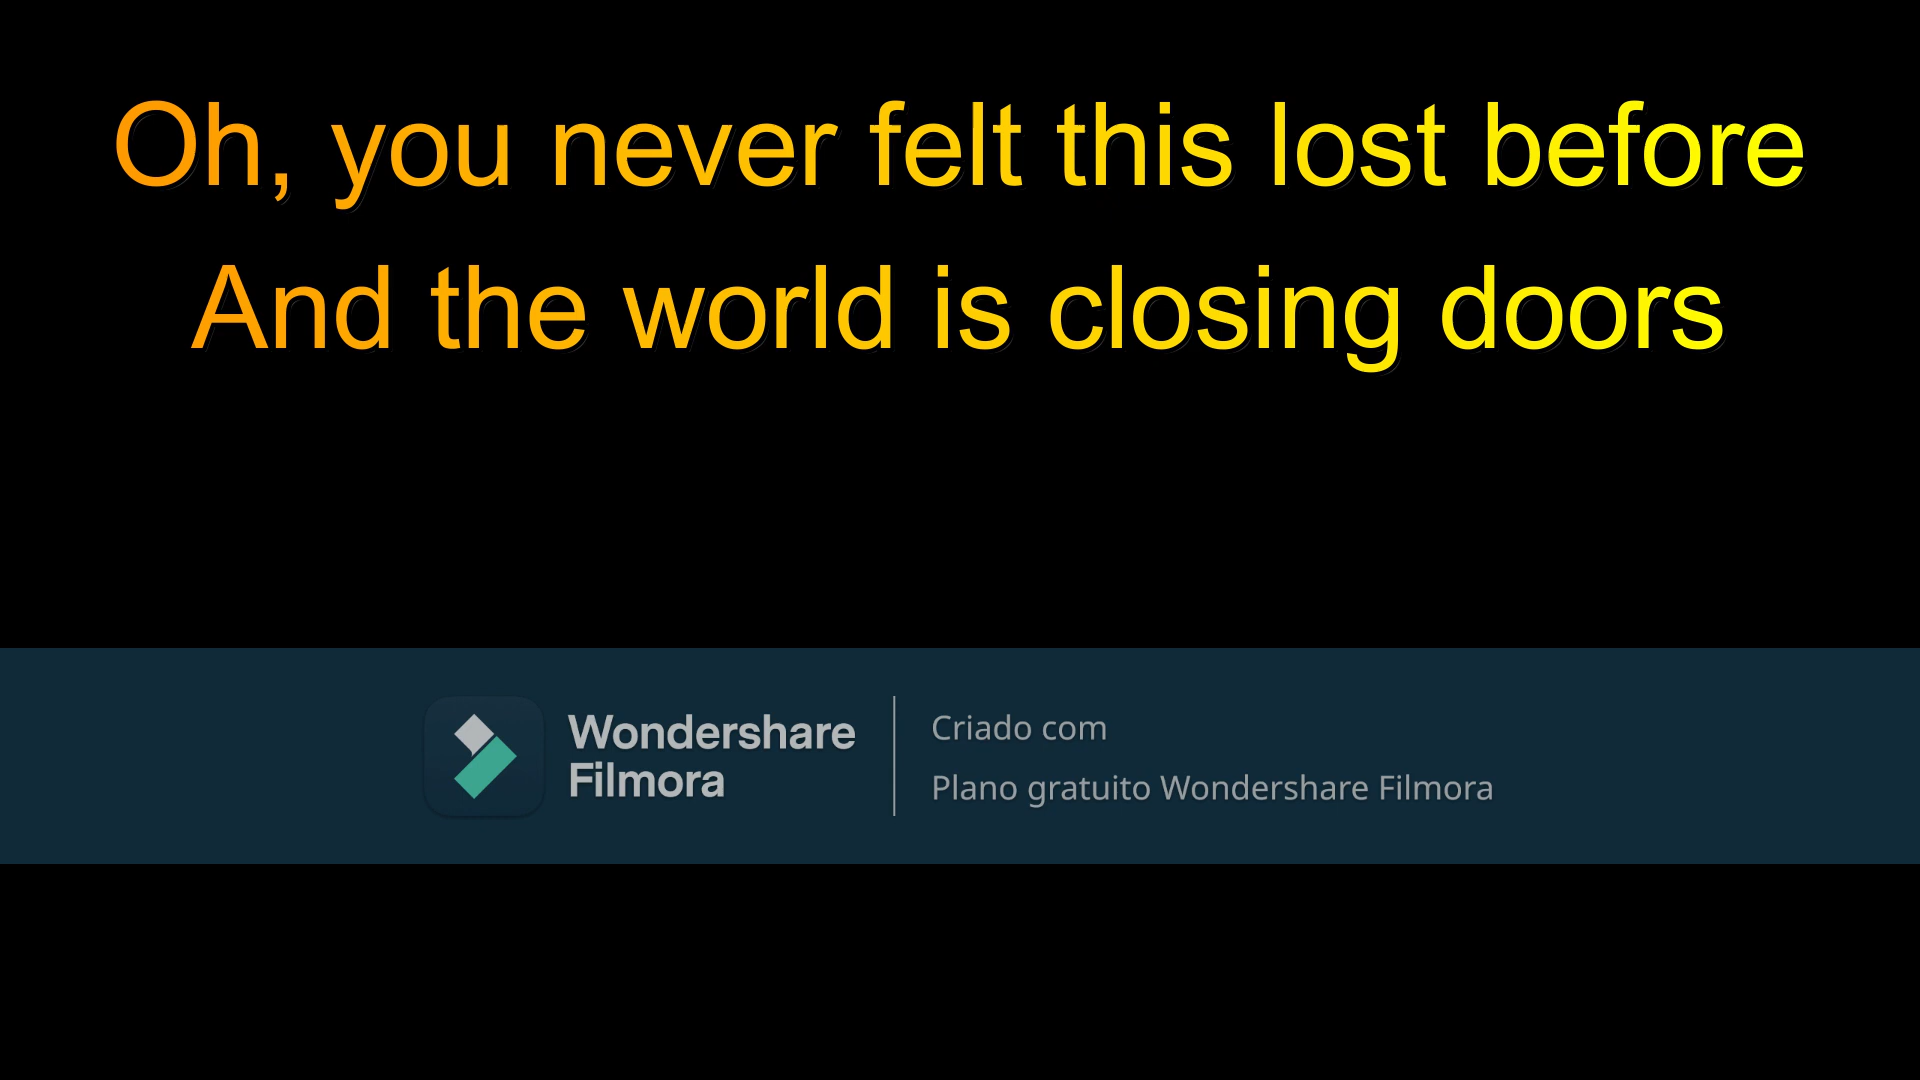 Oh, you never felt this lost before
And the world is closing doors
Wondershare
Filmora
Criado com
Plano gratuito Wondershare Filmora